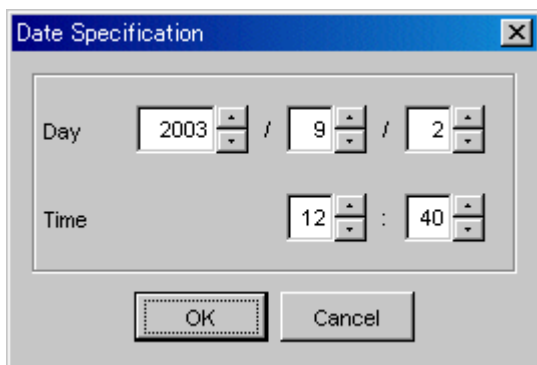 Date Specification
Day 2003 / 9 / 2
Time 12 : 40
OK Cancel